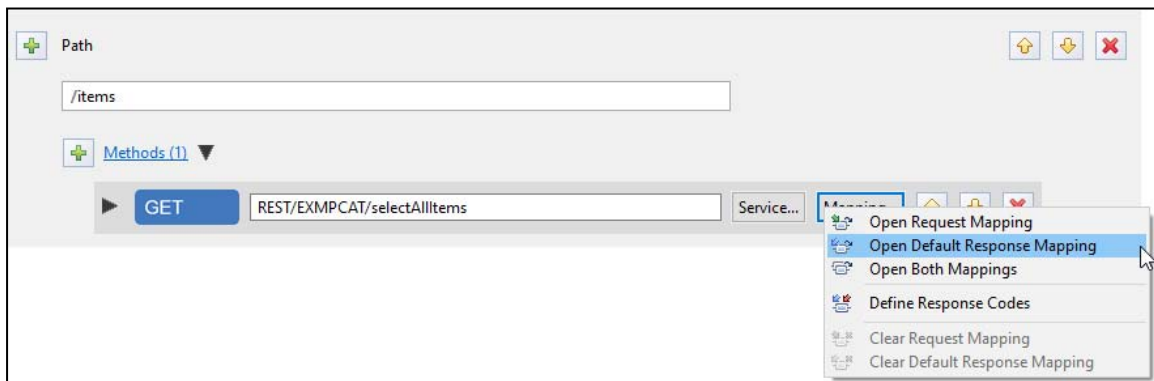 Path
/items
Methods (1)
GET REST/EXMPCAT/selectAllItems Service...
Open Request Mapping
Open Default Response Mapping
Open Both Mappings
Define Response Codes
Clear Request Mapping
Clear Default Response Mapping